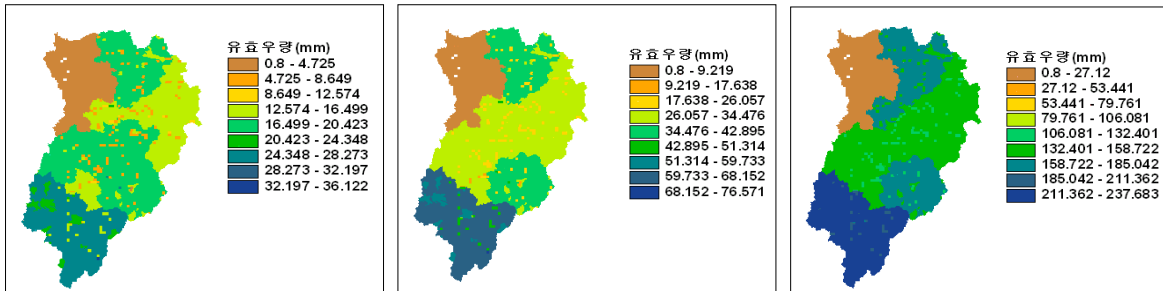 유효우량 (mm)
0.8 - 4.725
4.725 - 8.649
8.649 - 12.574
12.574 - 16.499
16.499 - 20.423
20.423 - 24.348
24.348 - 28.273
28.273 - 32.197
32.197 - 36.122
유효우량 (mm)
0.8 - 9.219
9.219 - 17.638
17.638 - 26.057
26.057 - 34.476
34.476 - 42.895
42.895 - 51.314
51.314 - 59.733
59.733 - 68.152
68.152 - 76.571
유효우량 (mm)
0.8 - 27.12
27.12 - 53.441
53.441 - 79.761
79.761 - 106.081
106.081 - 132.401
132.401 - 158.722
158.722 - 185.042
185.042 - 211.362
211.362 - 237.683